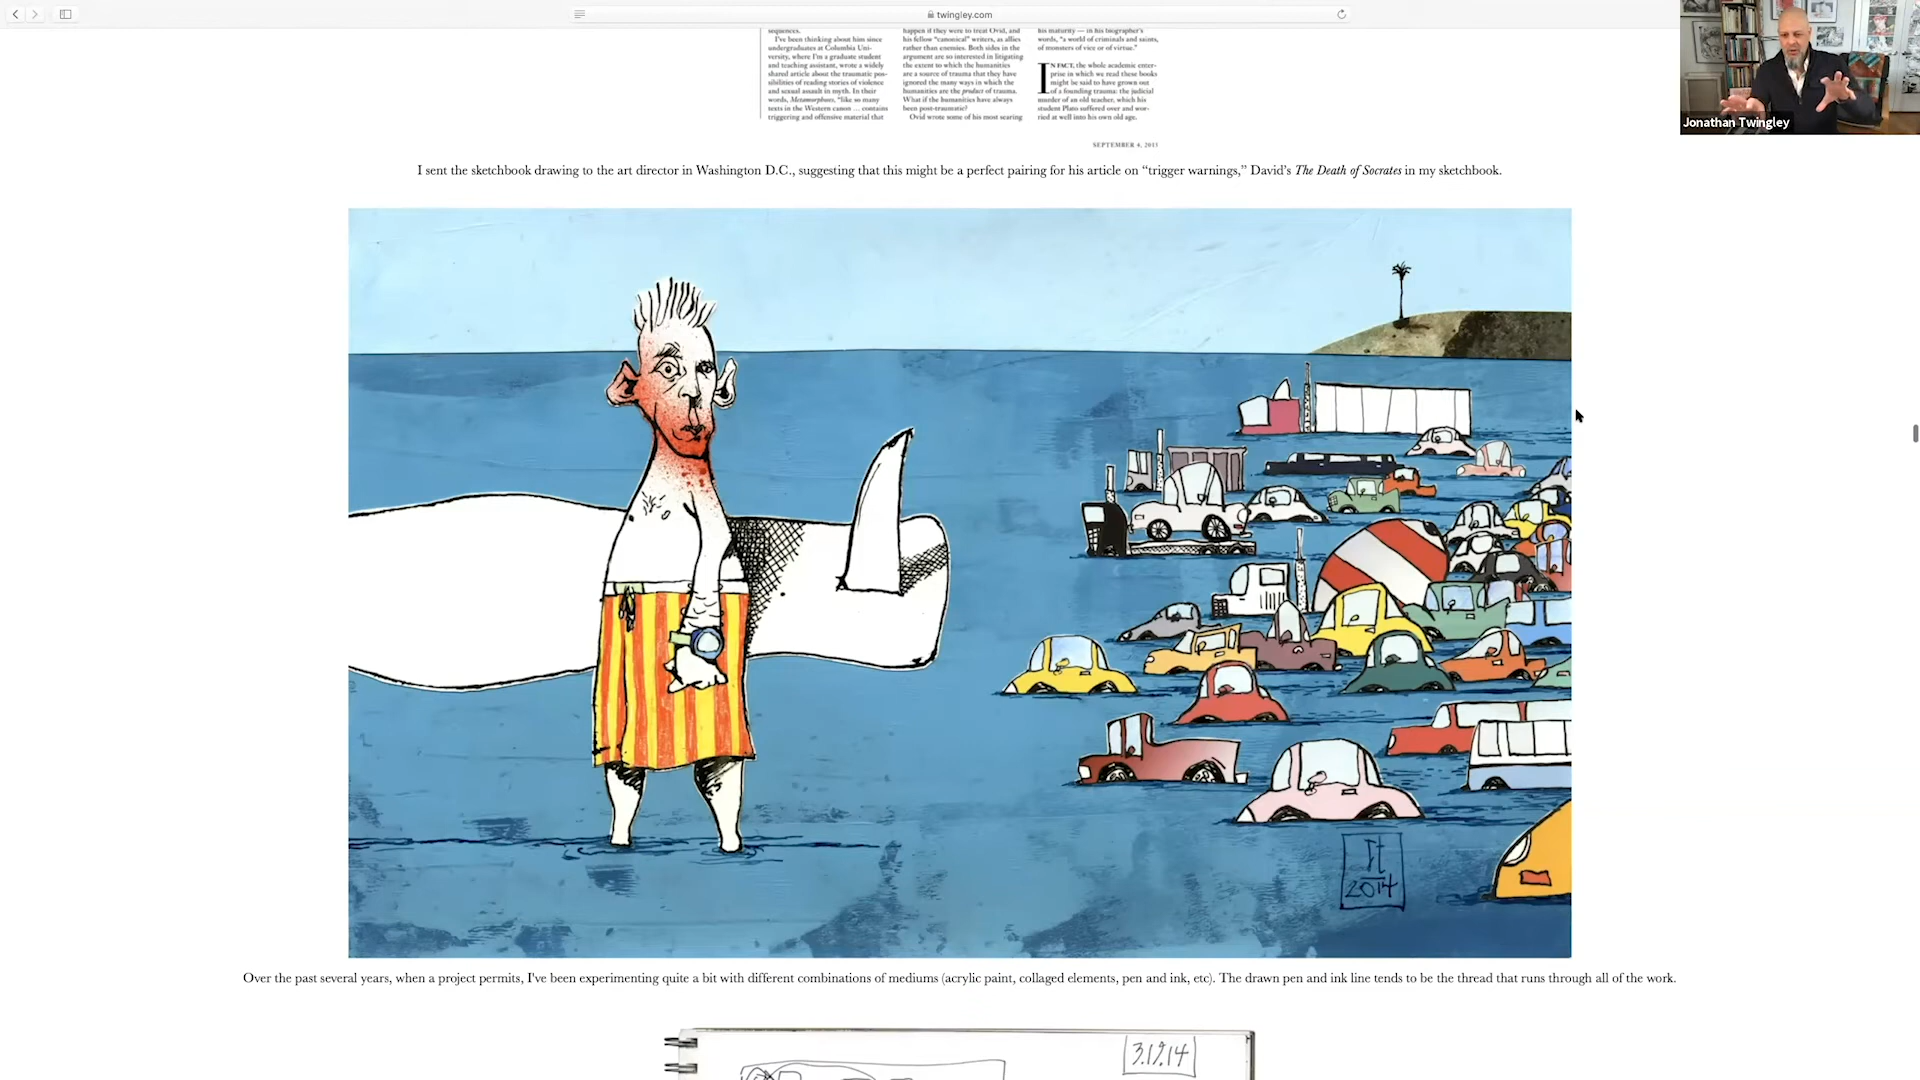 twingley.com
Jonathan Twingley
sequences.
I've been thinking about him since
undergraduates at Columbia Uni-
versity, where I'm a graduate student
and teaching assistant, wrote a widely
shared article about the traumatic pos-
sibilities of reading stories of violence
and sexual assault in myth. In their
words, Metamorphoses, “like so many
texts in the Western canon ... contains
triggering and offensive material that
happen if they were to treat Ovid, and
his fellow “canonical” writers, as allies
rather than enemies. Both sides in the
argument are so interested in litigating
the extent to which the humanities
are a source of trauma that they have
ignored the many ways in which the
humanities are the product of trauma.
What if the humanities have always
been post-traumatic?
Ovid wrote some of his most searing
his maturity — in his biographer's
words, “a world of criminals and saints,
of monsters of vice or of virtue.”
IN FACT, the whole academic enter-
prise in which we read these books
might be said to have grown out
of a founding trauma: the judicial
murder of an old teacher, which his
student Plato suffered over and wor-
ried at well into his own old age.
SEPTEMBER 6, 2015
I sent the sketchbook drawing to the art director in Washington D.C., suggesting that this might be a perfect pairing for his article on “trigger warnings,” David’s The Death of Socrates in my sketchbook.
Jt
2014
Over the past several years, when a project permits, I've been experimenting quite a bit with different combinations of mediums (acrylic paint, collaged elements, pen and ink, etc). The drawn pen and ink line tends to be the thread that runs through all of the work.
3.19.14